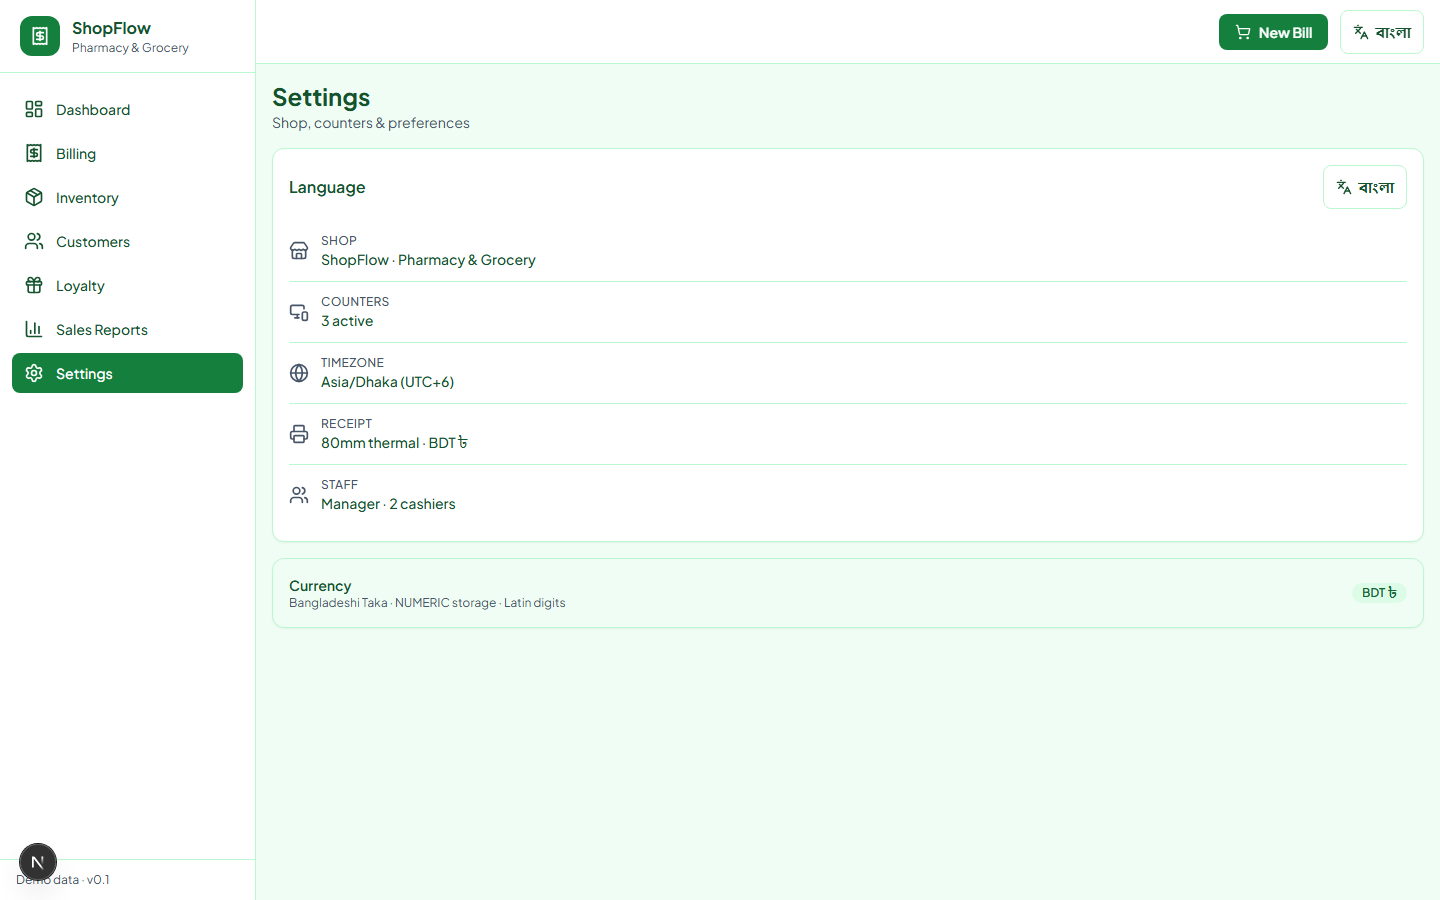 ShopFlow
Pharmacy & Grocery
New Bill
বাংলা
Dashboard
Billing
Inventory
Customers
Loyalty
Sales Reports
Settings
Settings
Shop, counters & preferences
Language
বাংলা
SHOP
ShopFlow · Pharmacy & Grocery
COUNTERS
3 active
TIMEZONE
Asia/Dhaka (UTC+6)
RECEIPT
80mm thermal · BDT ৳
STAFF
Manager · 2 cashiers
Currency
Bangladeshi Taka · NUMERIC storage · Latin digits
BDT ৳
N
Demo data · v0.1